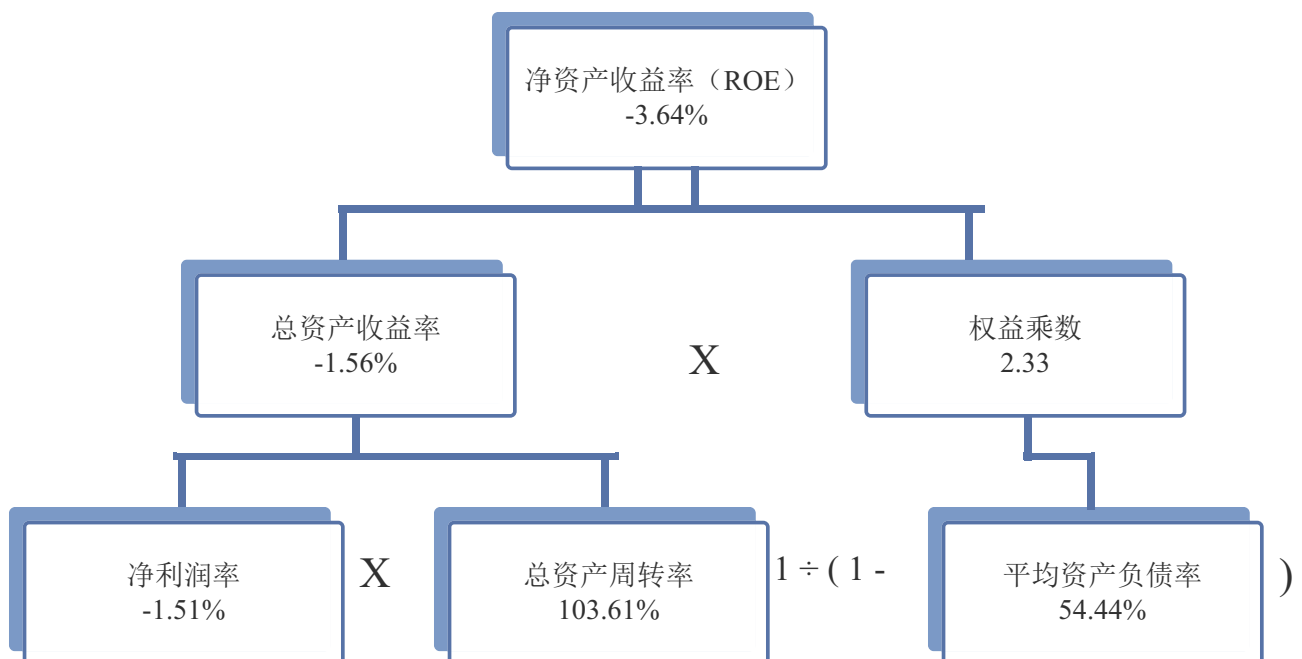 净资产收益率（ROE）
-3.64%
总资产收益率
-1.56%
X
权益乘数
2.33
净利润率
-1.51%
X
总资产周转率
103.61%
1 ÷ ( 1 -
平均资产负债率
54.44%
)